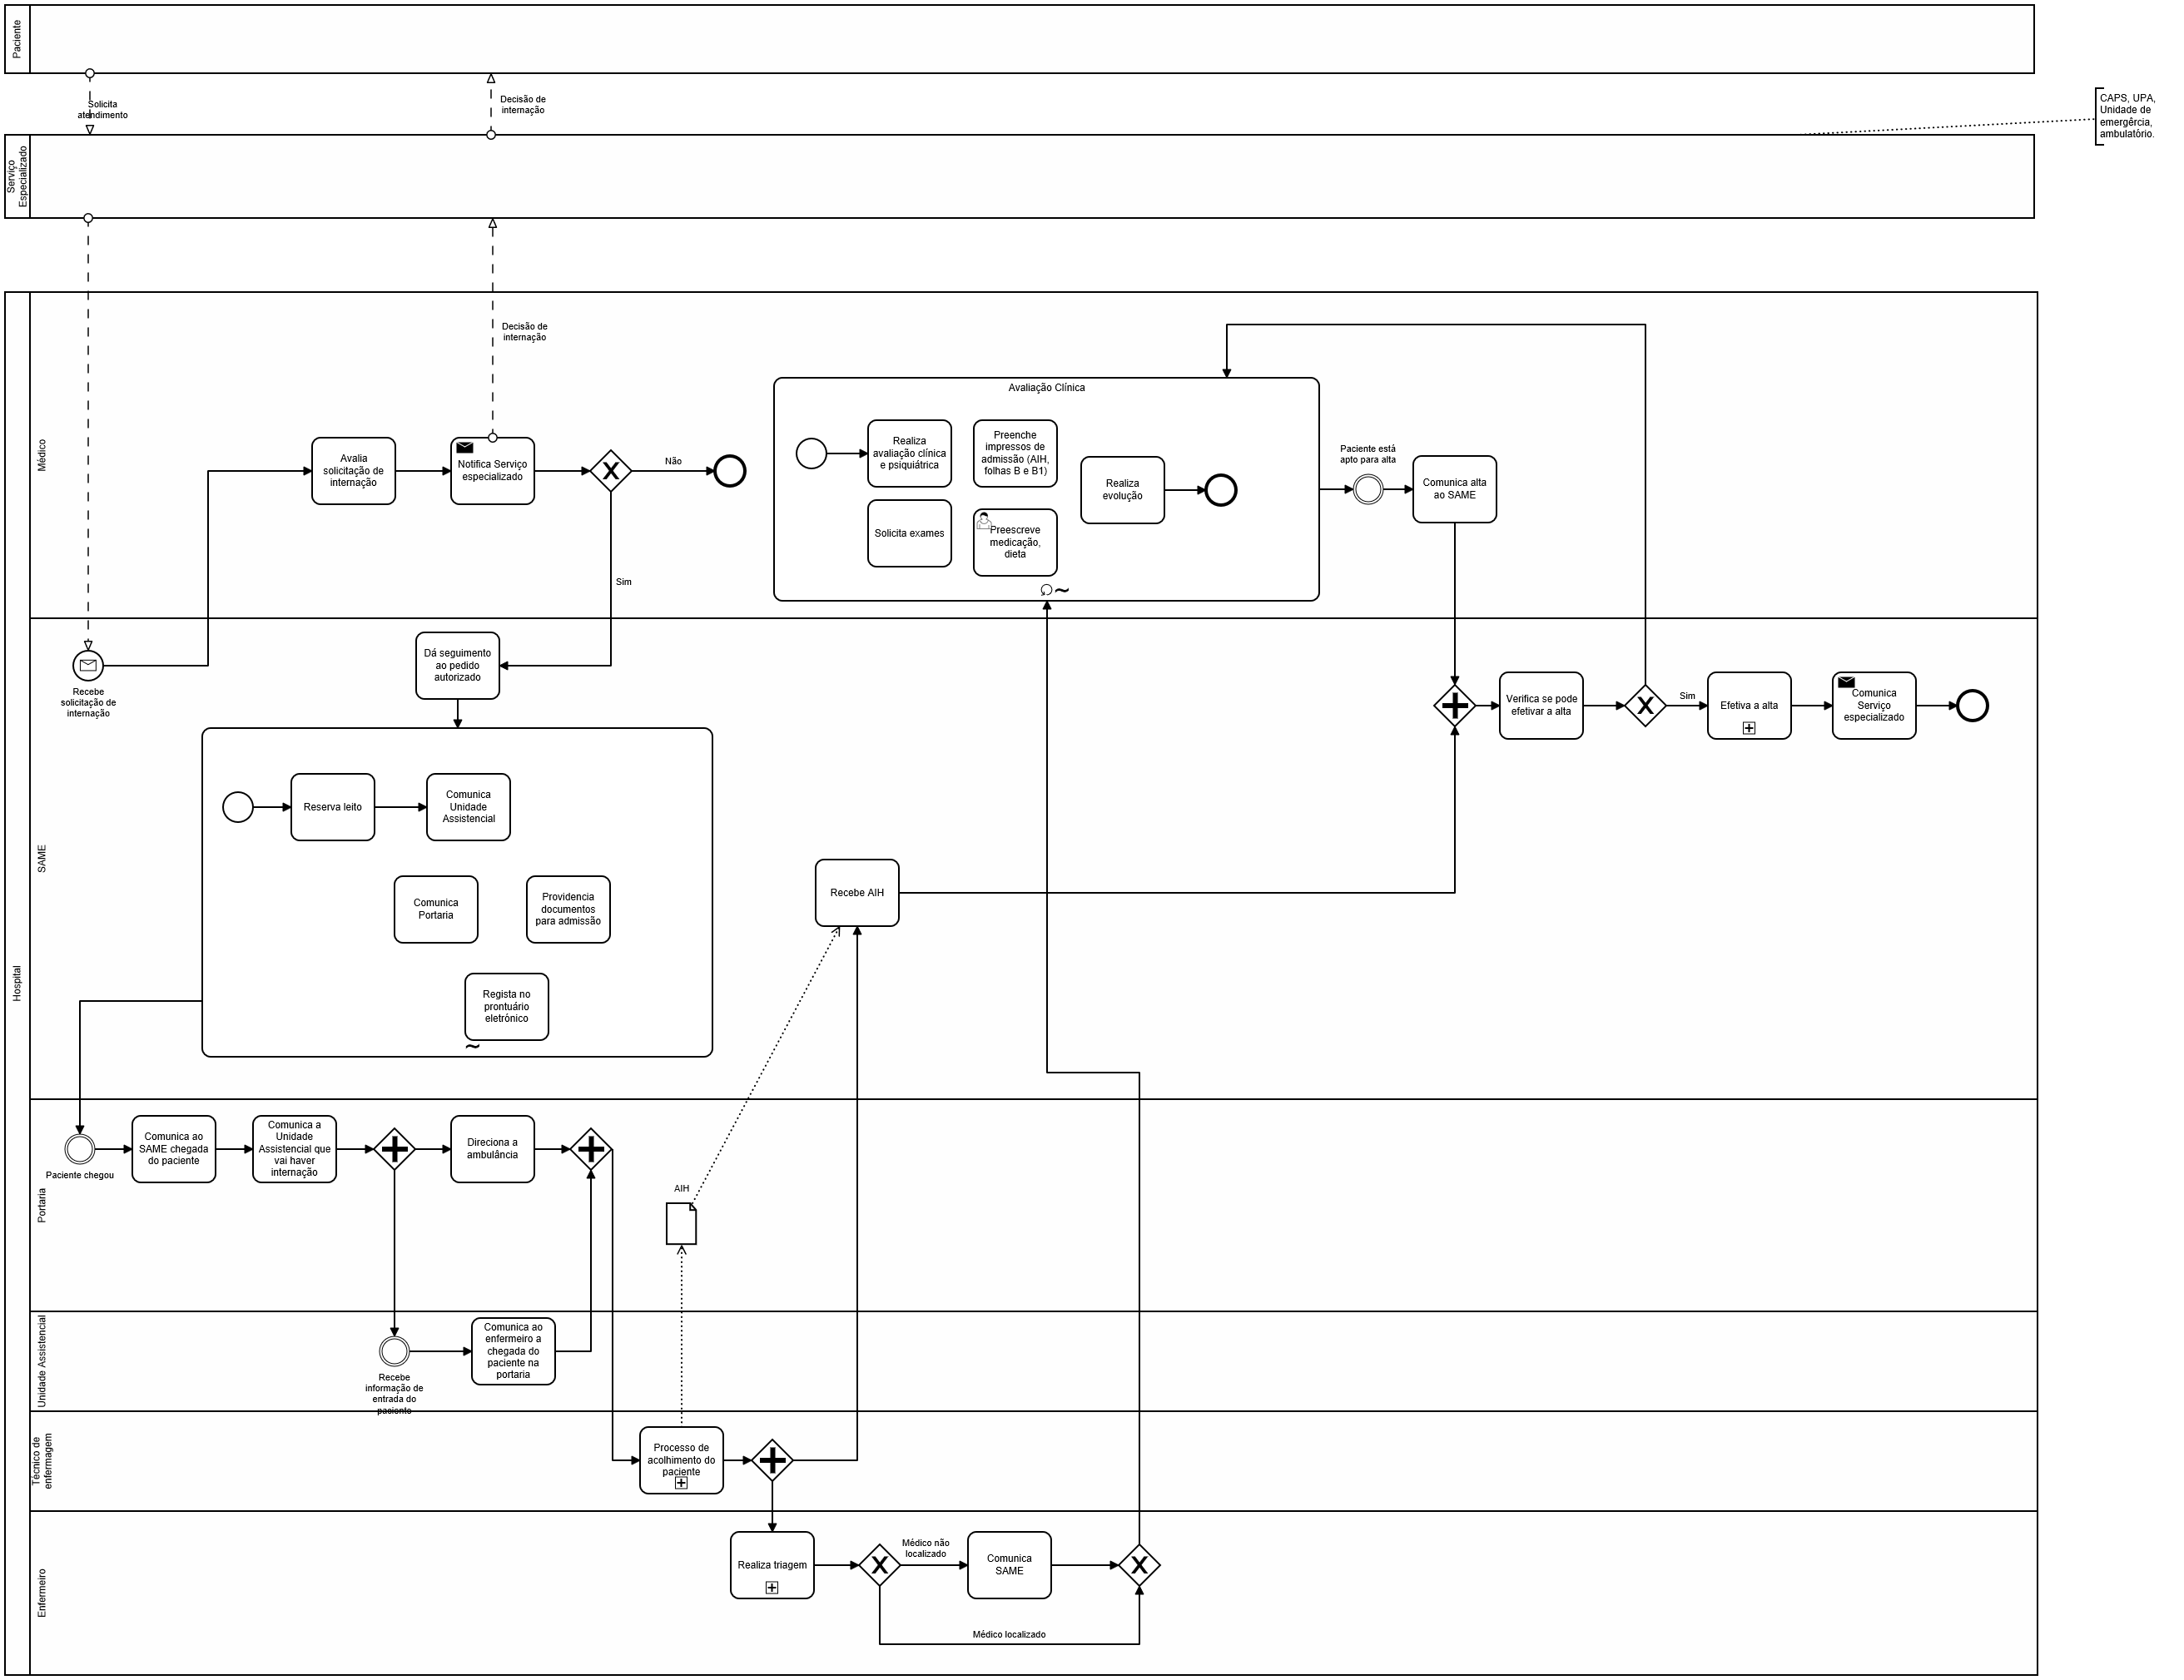 Paciente
Solicita
atendimento
Decisão de
internação
CAPS, UPA,
Unidade de
emergêrcia,
ambulatório.
Serviço
Especializado
Hospital
Médico
Decisão de
internação
Avalia
solicitação de
internação
Notifica Serviço
especializado
Não
Sim
Avaliação Clínica
Realiza
avaliação clínica
e psiquiátrica
Preenche
impressos de
admissão (AIH,
folhas B e B1)
Solicita exames
Preescreve
medicação,
dieta
Realiza
evolução
Paciente está
apto para alta
Comunica alta
ao SAME
SAME
Recebe
solicitação de
internação
Dá seguimento
ao pedido
autorizado
Reserva leito
Comunica
Unidade
Assistencial
Comunica
Portaria
Providencia
documentos
para admissão
Regista no
prontuário
eletrônico
Recebe AIH
Verifica se pode
efetivar a alta
Sim
Efetiva a alta
Comunica
Serviço
especializado
Portaria
Paciente chegou
Comunica ao
SAME chegada
do paciente
Comunica a
Unidade
Assistencial que
vai haver
internação
Direciona a
ambulância
AIH
Unidade Assistencial
Recebe
informação de
entrada do
paciento
Comunica ao
enfermeiro a
chegada do
paciente na
portaria
Técnico de
enfermagem
Processo de
acolhimento do
paciente
Enfermeiro
Realiza triagem
Médico não
localizado
Comunica
SAME
Médico localizado